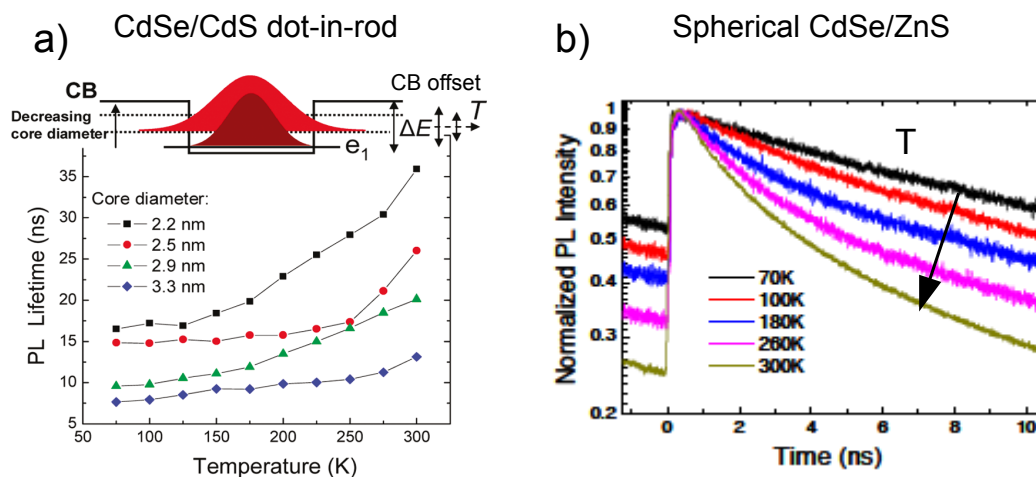 a)
CdSe/CdS dot-in-rod
CB
CB offset
Decreasing
core diameter
ΔE
T
e1
PL Lifetime (ns)
35
30
25
20
15
10
5
Core diameter:
2.2 nm
2.5 nm
2.9 nm
3.3 nm
50 100 150 200 250 300
Temperature (K)
b)
Spherical CdSe/ZnS
Normalized PL Intensity
1
0.9
0.8
0.7
0.6
0.5
0.4
0.3
0.2
T
70K
100K
180K
260K
300K
0 2 4 6 8 10
Time (ns)